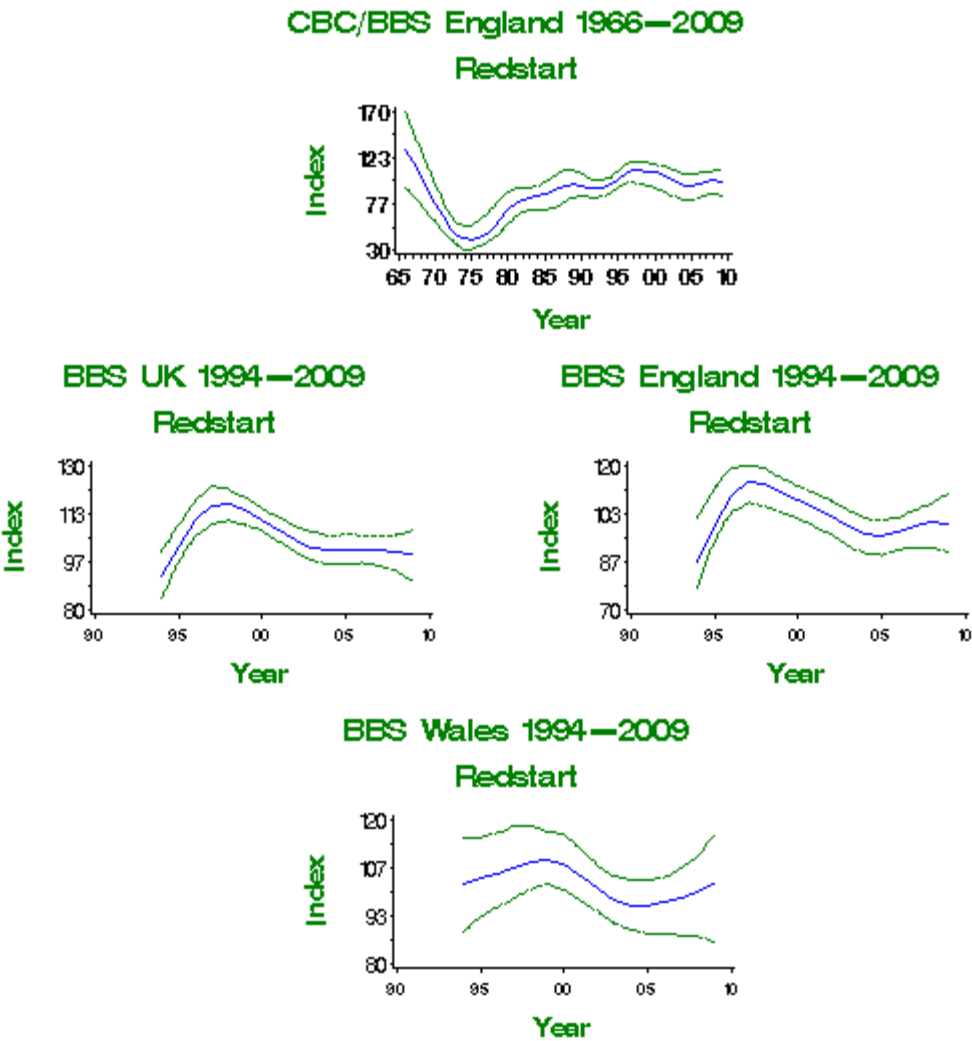 CBC/BBS England 1966—2009
Redstart
170
123
77
30
Index
65 70 75 80 85 90 95 00 05 10
Year
BBS UK 1994—2009
Redstart
130
113
97
80
Index
90 95 00 05 10
Year
BBS England 1994—2009
Redstart
120
103
87
70
Index
90 95 00 05 10
Year
BBS Wales 1994—2009
Redstart
120
107
93
80
Index
90 95 00 05 10
Year